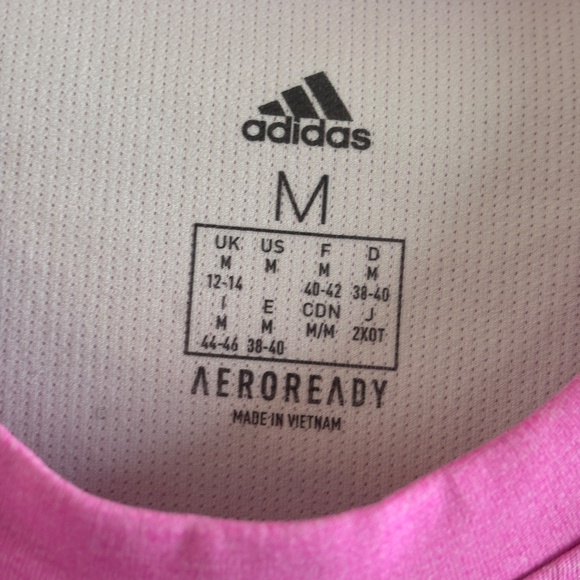 adidas
M
UK US F D
M M M M
12-14 40-42 38-40
I E CDN J
M M M/M 2XOT
44-46 38-40
AEROREADY
MADE IN VIETNAM